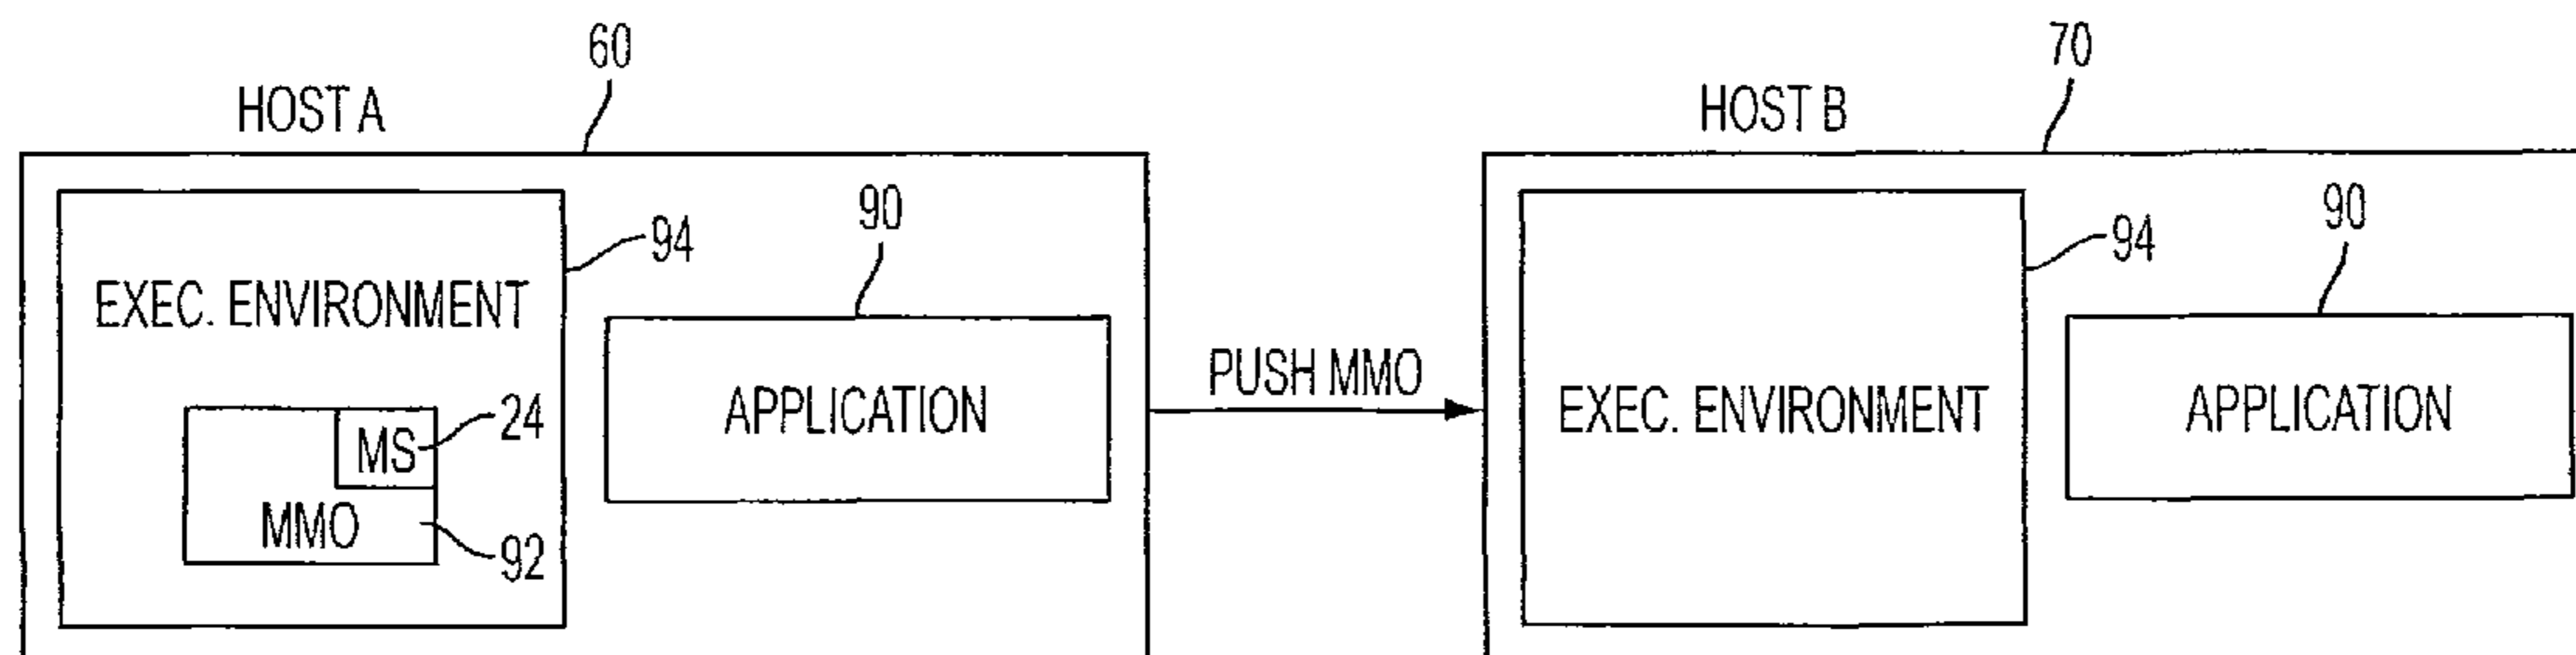 60
HOST A
70
HOST B
90
94
EXEC. ENVIRONMENT
APPLICATION
MS
24
MMO
92
PUSH MMO
90
94
EXEC. ENVIRONMENT
APPLICATION